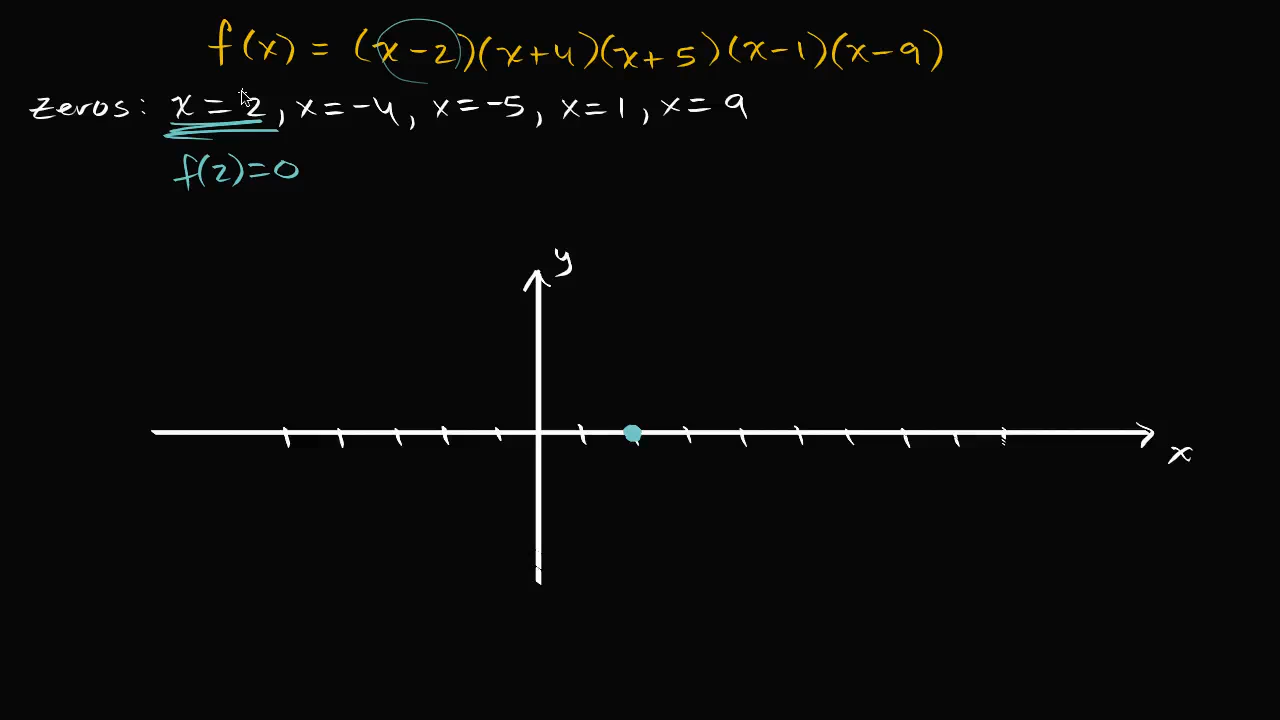 f(x) = (x-2)(x+4)(x+5)(x-1)(x-9)
zeros: x=2, x=-4, x=-5, x=1, x=9
f(2)=0
y
x